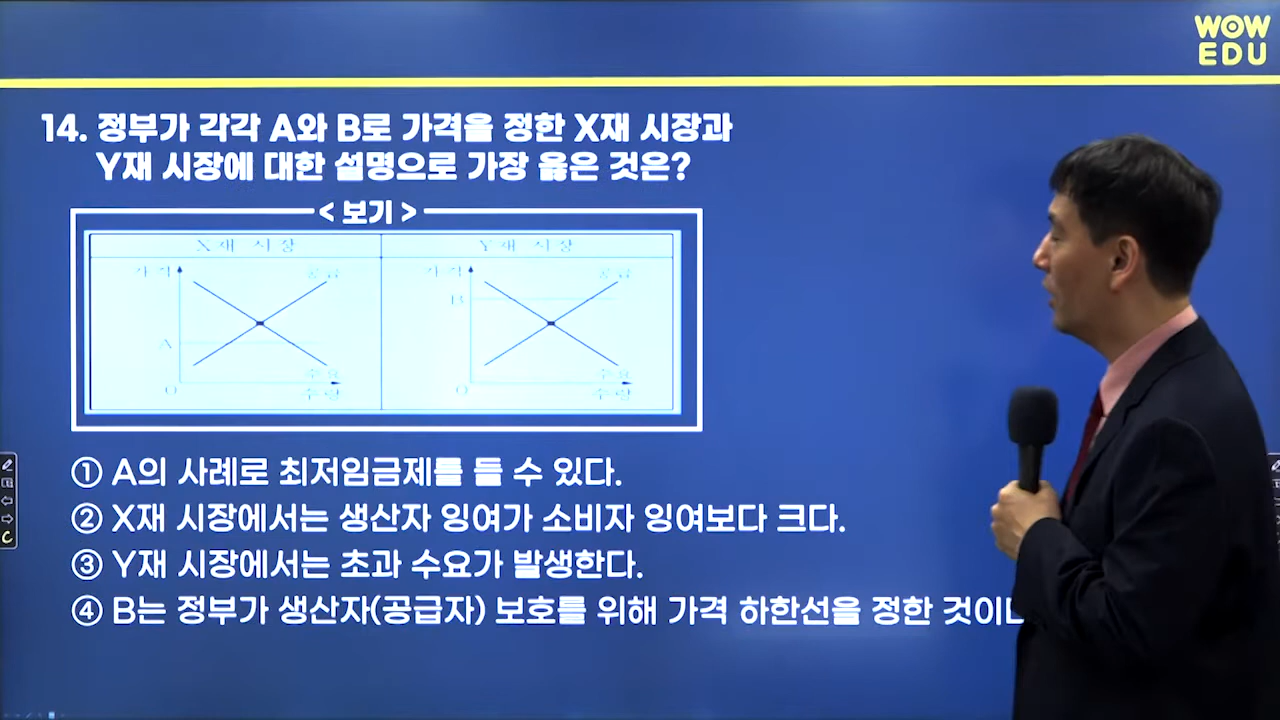 WOW
EDU
14. 정부가 각각 A와 B로 가격을 정한 X재 시장과
Y재 시장에 대한 설명으로 가장 옳은 것은?
< 보기 >
X재 시장
Y재 시장
가격
공급
A
O
수요
수량
가격
공급
B
O
수요
수량
① A의 사례로 최저임금제를 들 수 있다.
② X재 시장에서는 생산자 잉여가 소비자 잉여보다 크다.
③ Y재 시장에서는 초과 수요가 발생한다.
④ B는 정부가 생산자(공급자) 보호를 위해 가격 하한선을 정한 것이